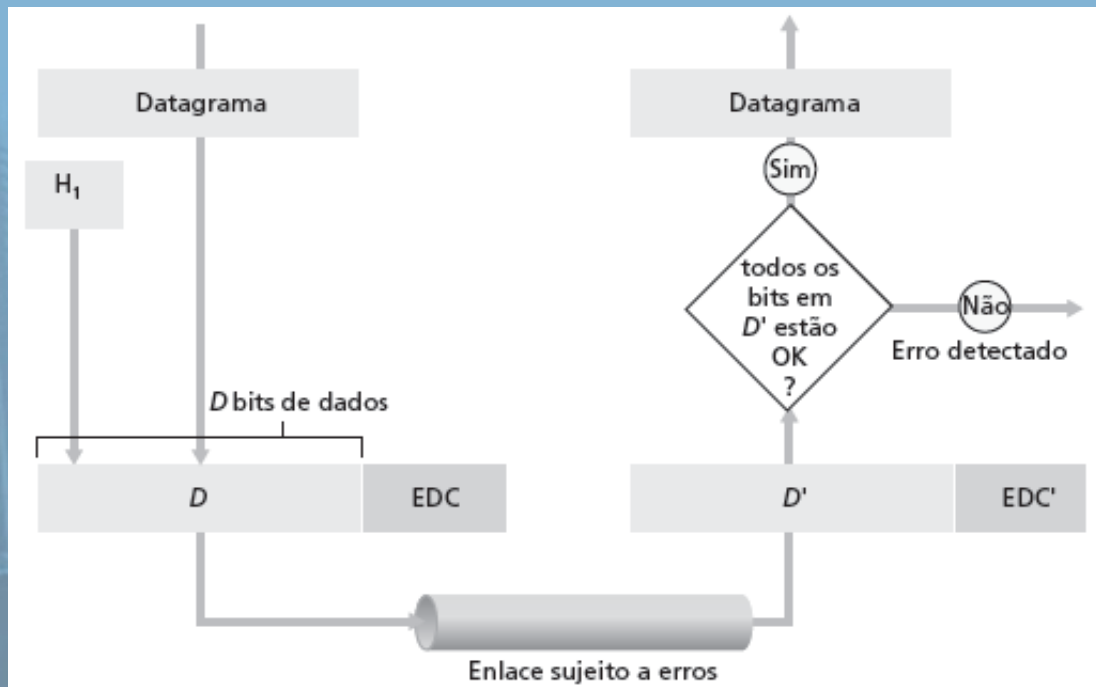 Datagrama
H₁
D bits de dados
D
EDC
Enlace sujeito a erros
Datagrama
Sim
todos os
bits em
D' estão
OK
?
Não
Erro detectado
D'
EDC'